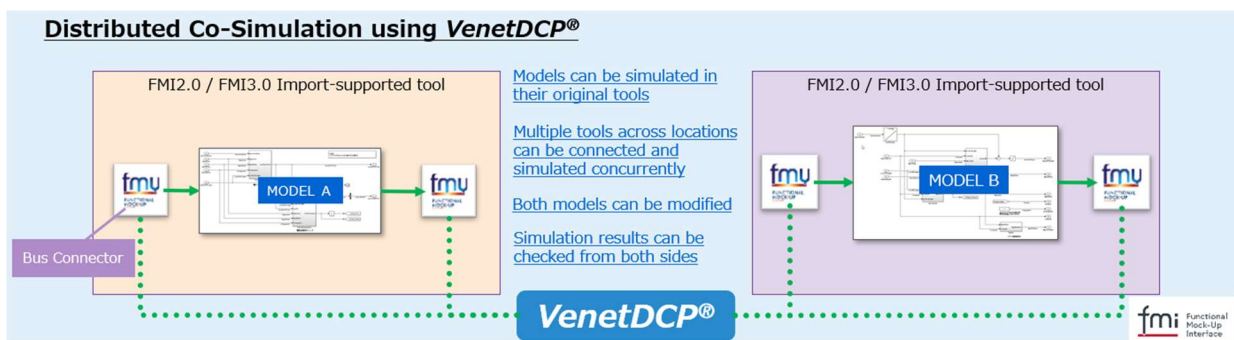 Distributed Co-Simulation using VenetDCP®
FMI2.0 / FMI3.0 Import-supported tool
fmu
FUNCTIONAL
MOCK-UP
MODEL A
fmu
FUNCTIONAL
MOCK-UP
Bus Connector
Models can be simulated in
their original tools
Multiple tools across locations
can be connected and
simulated concurrently
Both models can be modified
Simulation results can be
checked from both sides
VenetDCP®
FMI2.0 / FMI3.0 Import-supported tool
fmu
FUNCTIONAL
MOCK-UP
MODEL B
fmu
FUNCTIONAL
MOCK-UP
fmi Functional
Mock-Up
Interface